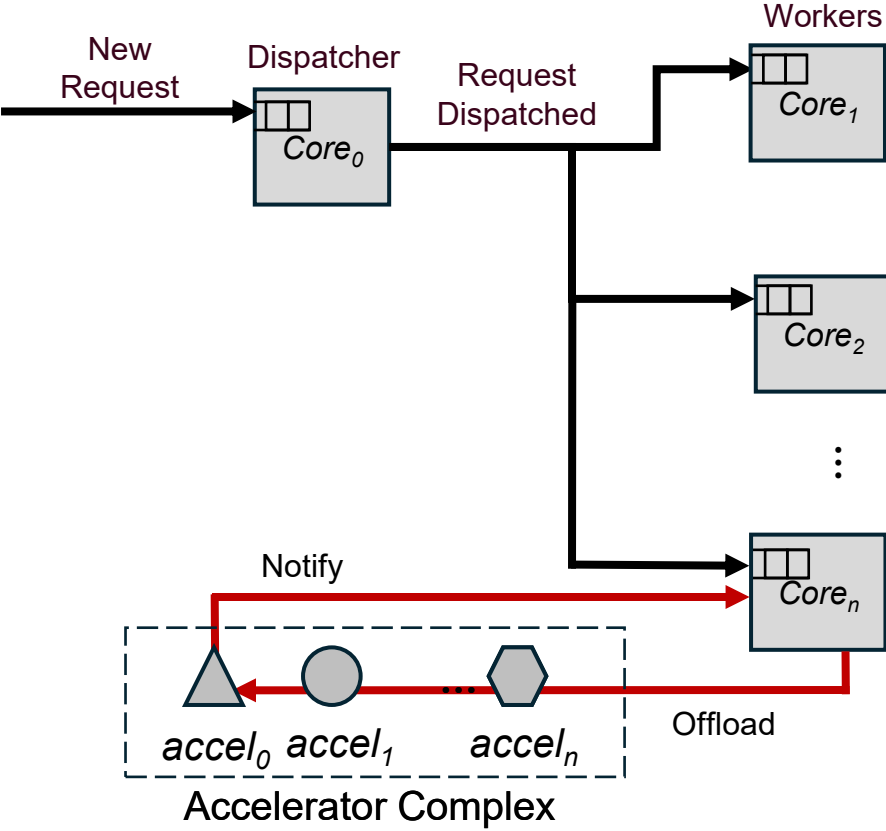 Workers
New
Request
Dispatcher
Request
Dispatched
Core0
Core1
Core2
⋮
Notify
Coren
...
Offload
accel0 accel1 acceln
Accelerator Complex